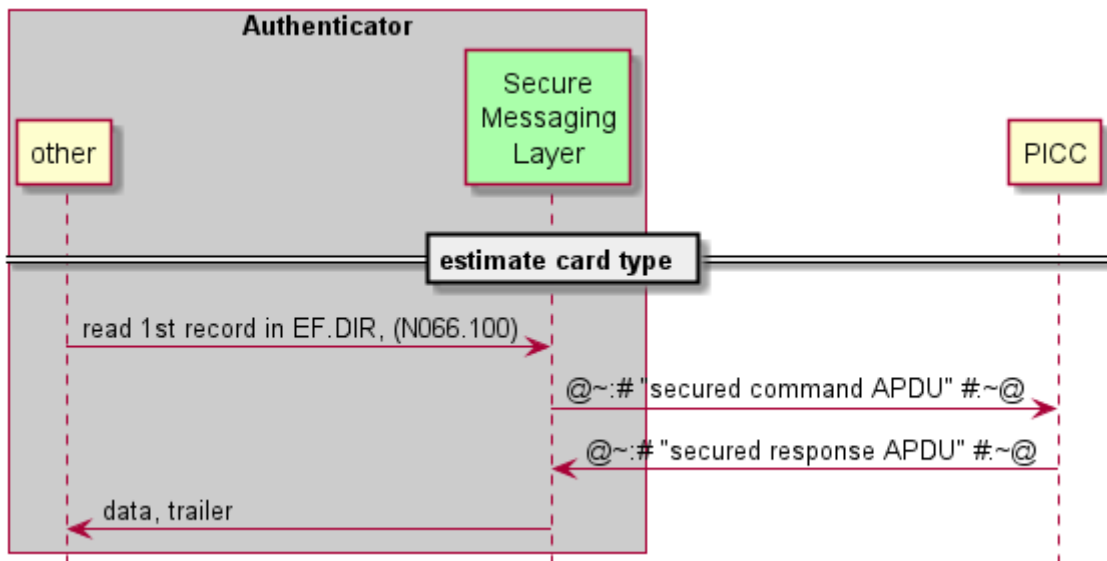 Authenticator
Secure
Messaging
Layer
other
PICC
estimate card type
read 1st record in EF.DIR, (N066.100)
@~:# "secured command APDU" #:~@
@~:# "secured response APDU" #:~@
data, trailer